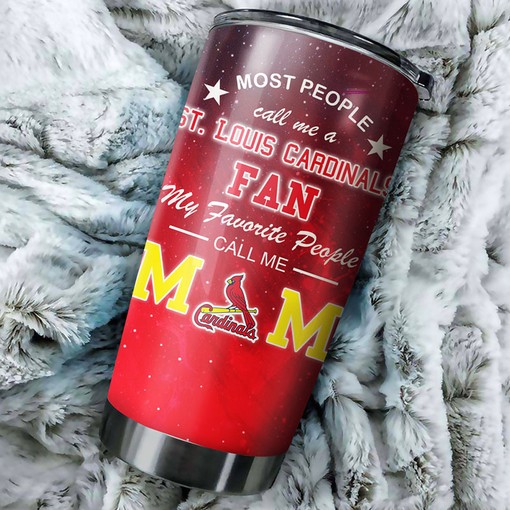 MOST PEOPLE
call me a
ST. LOUIS CARDINALS
FAN
My Favorite People
CALL ME
M M
Cardinals